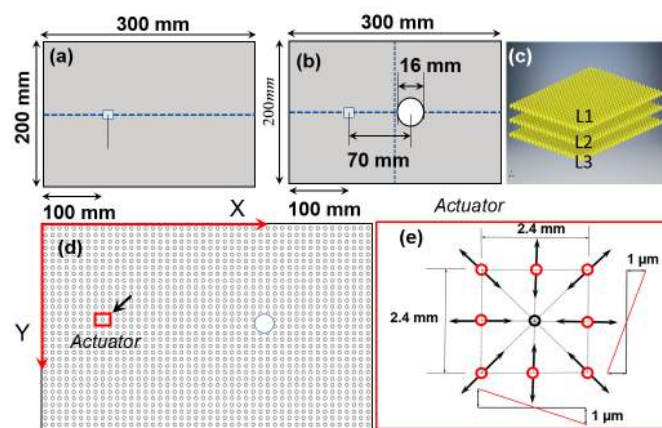 300 mm
(a)
200 mm
100 mm
300 mm
(b)
16 mm
200mm
70 mm
100 mm
(c)
L1
L2
L3
X
Actuator
(d)
Actuator
Y
(e)
2.4 mm
1 μm
2.4 mm
1 μm